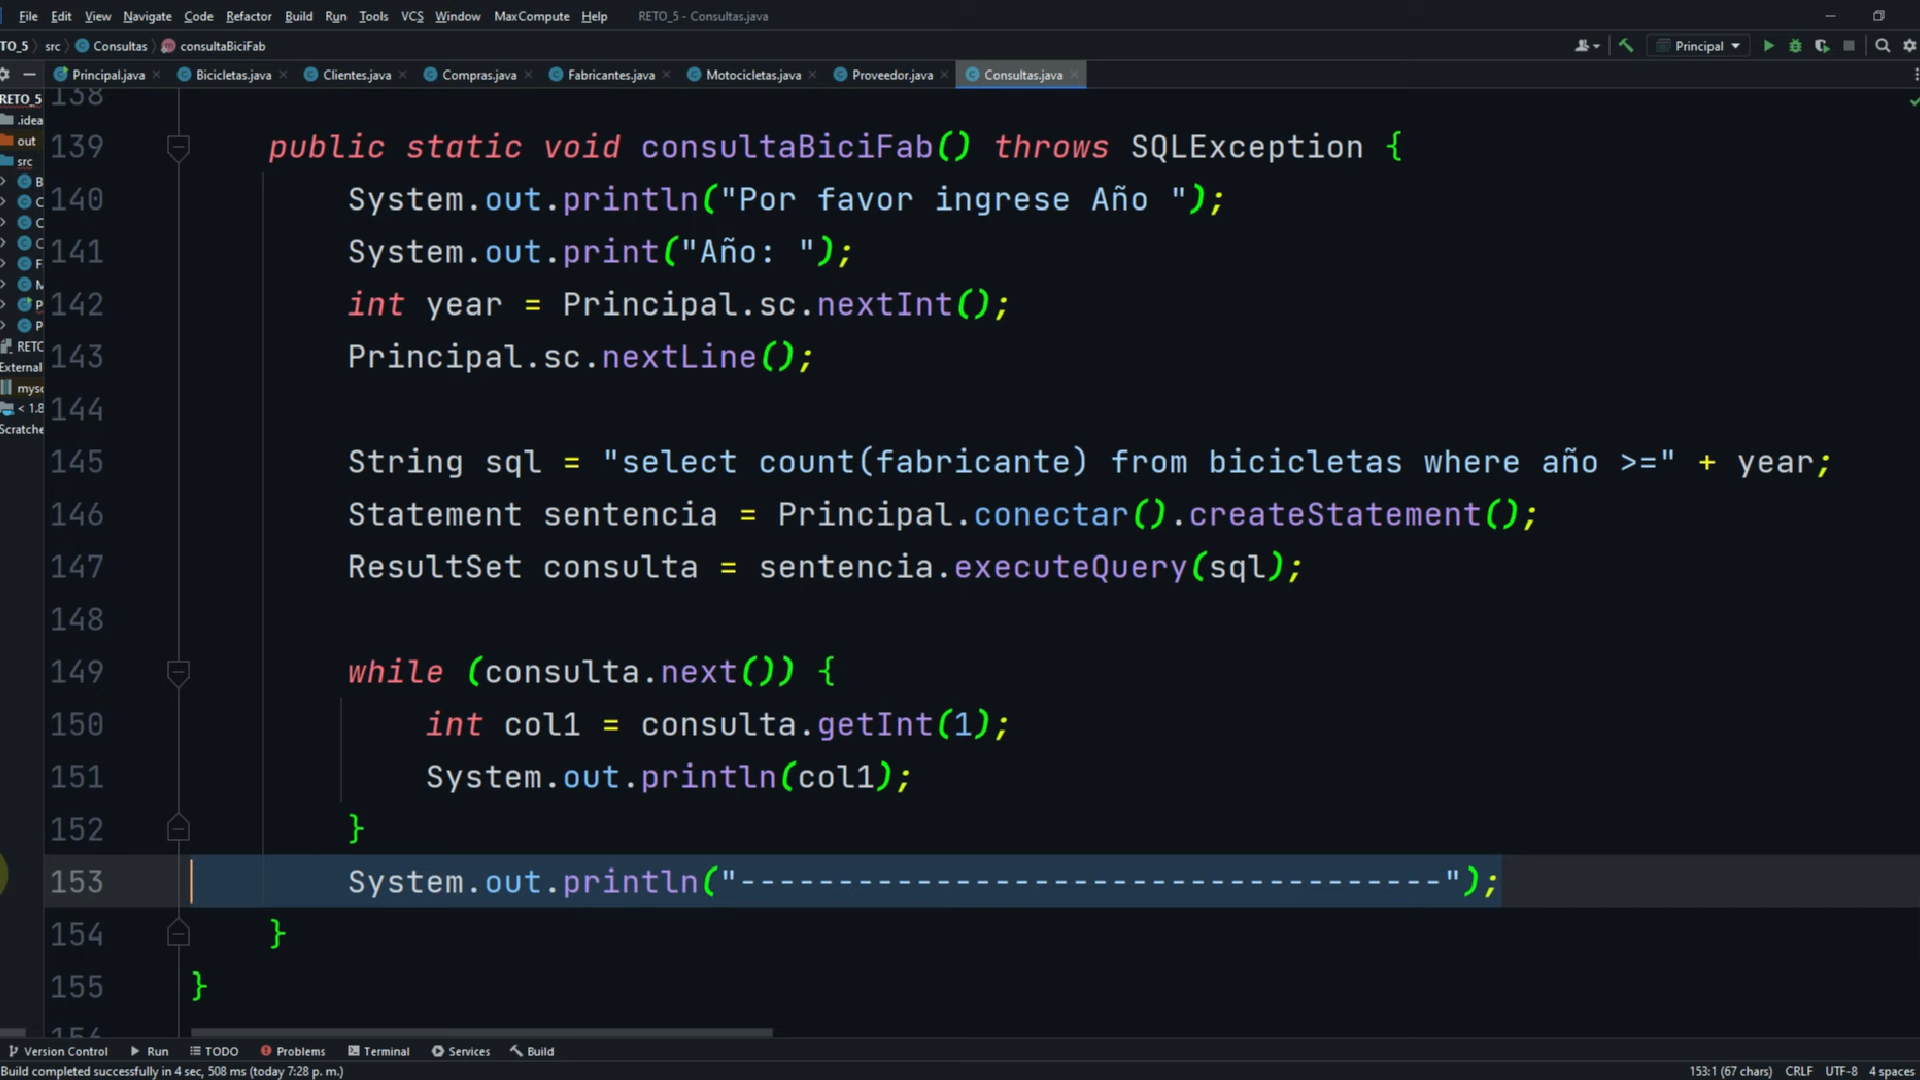 File Edit View Navigate Code Refactor Build Run Tools VCS Window MaxCompute Help RETO_5 - Consultas.java
TO_5 src Consultas consultaBiciFab Principal
Principal.java Bicicletas.java Clientes.java Compras.java Fabricantes.java Motocicletas.java Proveedor.java Consultas.java
RETO_5
.idea
out
src
B
C
C
C
F
M
P
P
RETC
External
mysc
< 1.8
Scratche
138
139 public static void consultaBiciFab() throws SQLException {
140 System.out.println("Por favor ingrese Año ");
141 System.out.print("Año: ");
142 int year = Principal.sc.nextInt();
143 Principal.sc.nextLine();
144
145 String sql = "select count(fabricante) from bicicletas where año >=" + year;
146 Statement sentencia = Principal.conectar().createStatement();
147 ResultSet consulta = sentencia.executeQuery(sql);
148
149 while (consulta.next()) {
150 int col1 = consulta.getInt(1);
151 System.out.println(col1);
152 }
153 System.out.println("------------------------------------");
154 }
155 }
156
Version Control Run TODO Problems Terminal Services Build
Build completed successfully in 4 sec, 508 ms (today 7:28 p. m.) 153:1 (67 chars) CRLF UTF-8 4 spaces